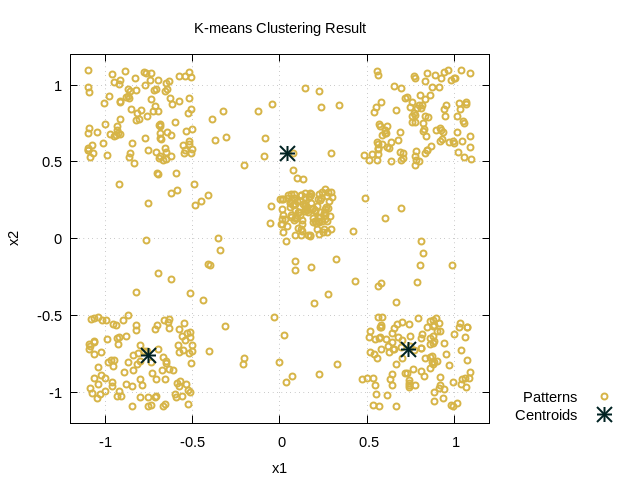 K-means Clustering Result
1
0.5
0
-0.5
-1
x2
-1
-0.5
0
0.5
1
x1
Patterns
Centroids